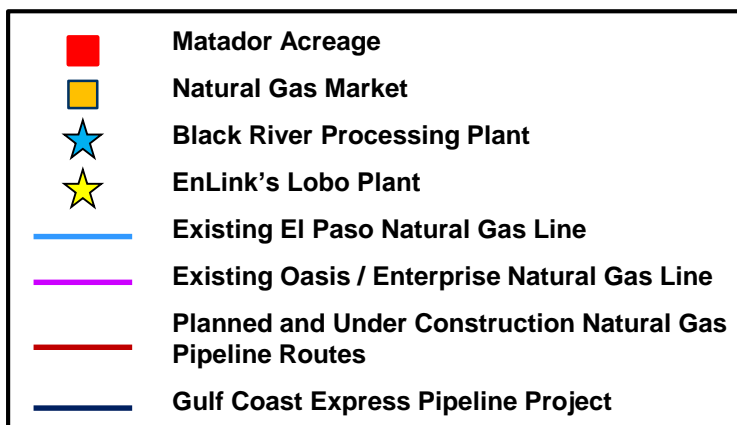 Matador Acreage
Natural Gas Market
Black River Processing Plant
EnLink's Lobo Plant
Existing El Paso Natural Gas Line
Existing Oasis / Enterprise Natural Gas Line
Planned and Under Construction Natural Gas
Pipeline Routes
Gulf Coast Express Pipeline Project